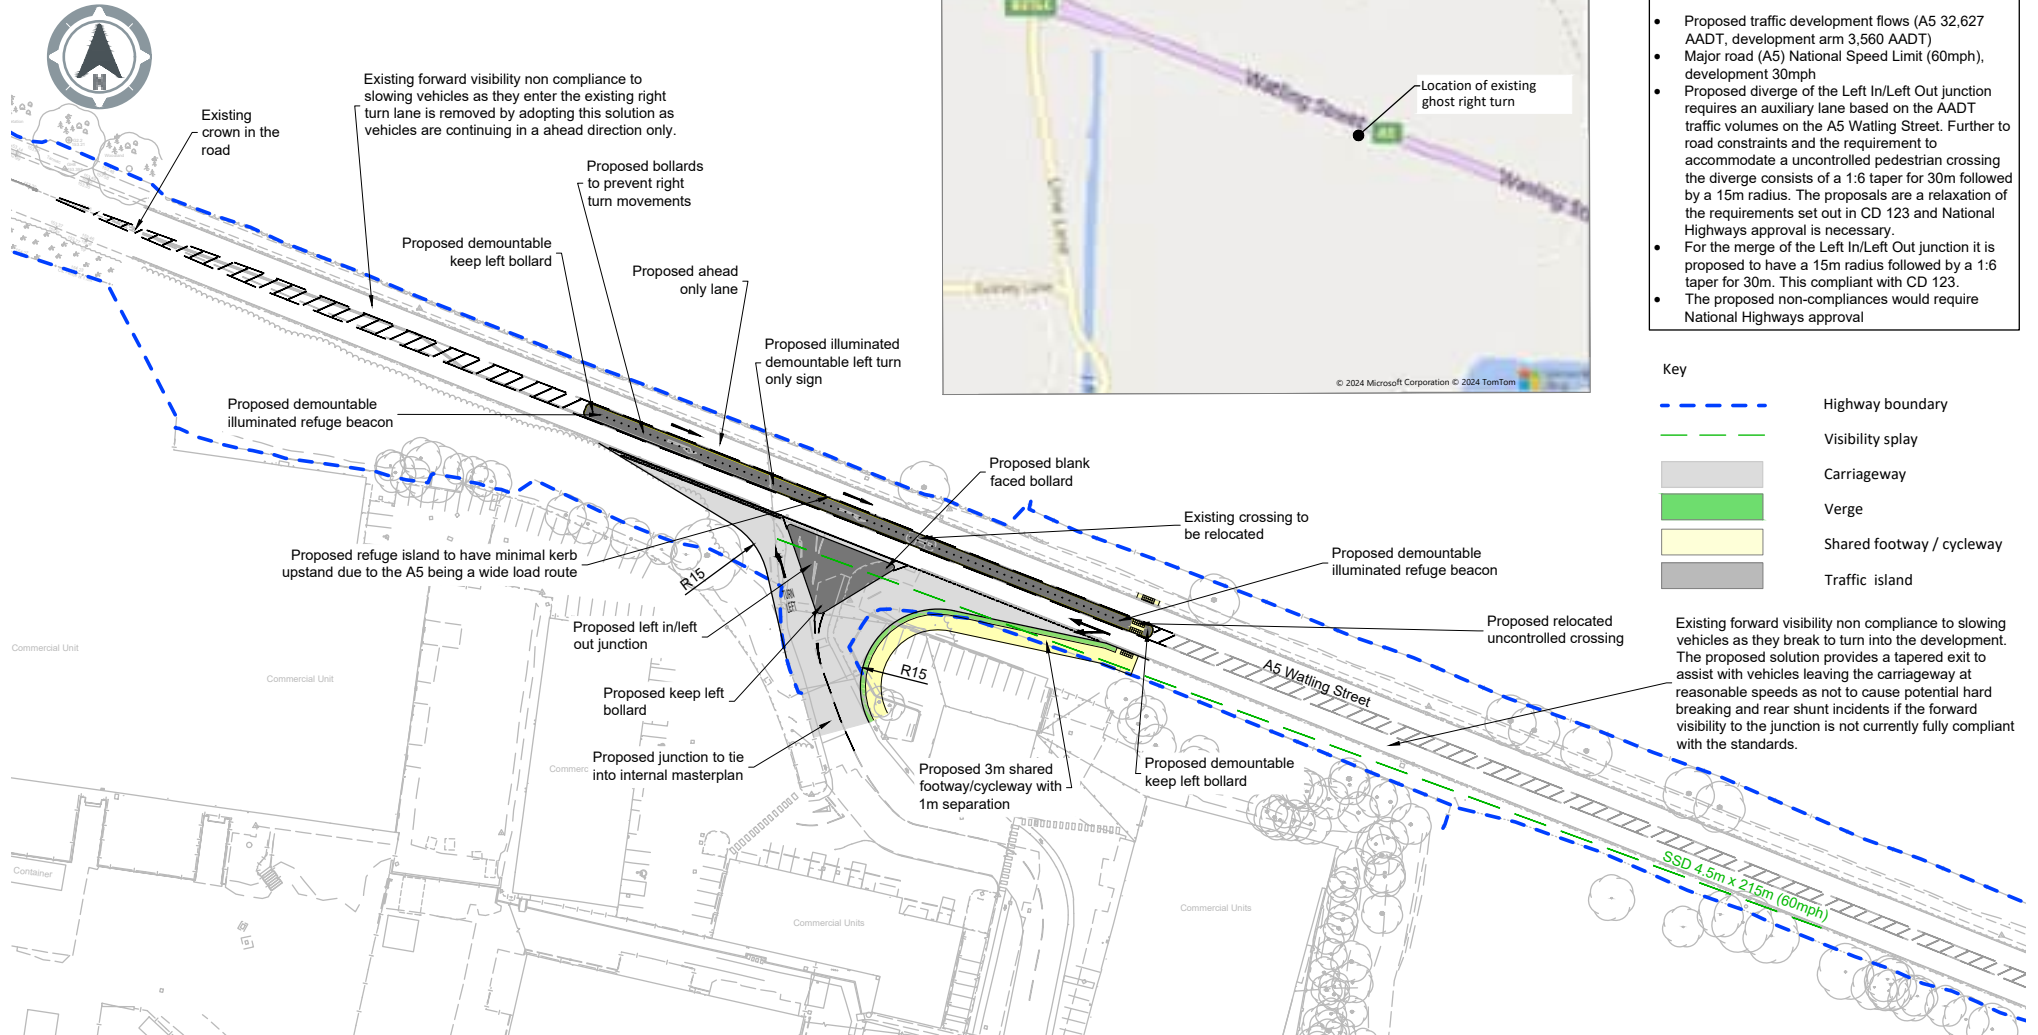 N
Existing
crown in the
road
Existing forward visibility non compliance to
slowing vehicles as they enter the existing right
turn lane is removed by adopting this solution as
vehicles are continuing in a ahead direction only.
Proposed bollards
to prevent right
turn movements
Proposed demountable
keep left bollard
Proposed ahead
only lane
Proposed illuminated
demountable left turn
only sign
Proposed demountable
illuminated refuge beacon
Proposed blank
faced bollard
Existing crossing to
be relocated
Proposed demountable
illuminated refuge beacon
Proposed refuge island to have minimal kerb
upstand due to the A5 being a wide load route
R15
TURN
LEFT
Proposed left in/left
out junction
Proposed relocated
uncontrolled crossing
Proposed keep left
bollard
R15
A5 Watling Street
Proposed junction to tie
into internal masterplan
Proposed 3m shared
footway/cycleway with
1m separation
Proposed demountable
keep left bollard
SSD 4.5m x 215m (60mph)
Commercial Unit
Commercial Unit
Commerc
Container
Commercial Units
Commercial Units
Watling Street
A5
Watling St
Lime Lane
Location of existing
ghost right turn
© 2024 Microsoft Corporation © 2024 TomTom
• Proposed traffic development flows (A5 32,627
AADT, development arm 3,560 AADT)
• Major road (A5) National Speed Limit (60mph),
development 30mph
• Proposed diverge of the Left In/Left Out junction
requires an auxiliary lane based on the AADT
traffic volumes on the A5 Watling Street. Further to
road constraints and the requirement to
accommodate a uncontrolled pedestrian crossing
the diverge consists of a 1:6 taper for 30m followed
by a 15m radius. The proposals are a relaxation of
the requirements set out in CD 123 and National
Highways approval is necessary.
• For the merge of the Left In/Left Out junction it is
proposed to have a 15m radius followed by a 1:6
taper for 30m. This compliant with CD 123.
• The proposed non-compliances would require
National Highways approval
Key
Highway boundary
Visibility splay
Carriageway
Verge
Shared footway / cycleway
Traffic island
Existing forward visibility non compliance to slowing
vehicles as they break to turn into the development.
The proposed solution provides a tapered exit to
assist with vehicles leaving the carriageway at
reasonable speeds as not to cause potential hard
breaking and rear shunt incidents if the forward
visibility to the junction is not currently fully compliant
with the standards.